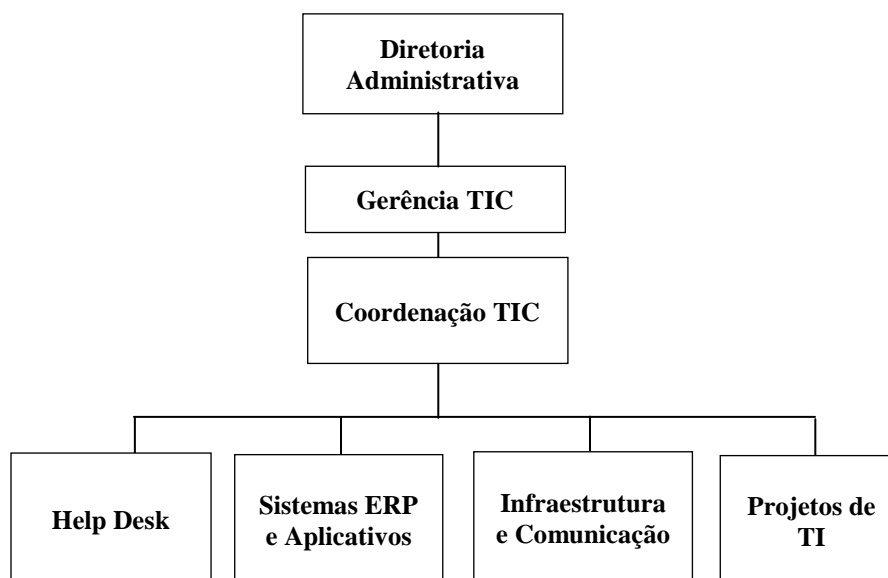 Diretoria
Administrativa
Gerência TIC
Coordenação TIC
Help Desk
Sistemas ERP
e Aplicativos
Infraestrutura
e Comunicação
Projetos de
TI